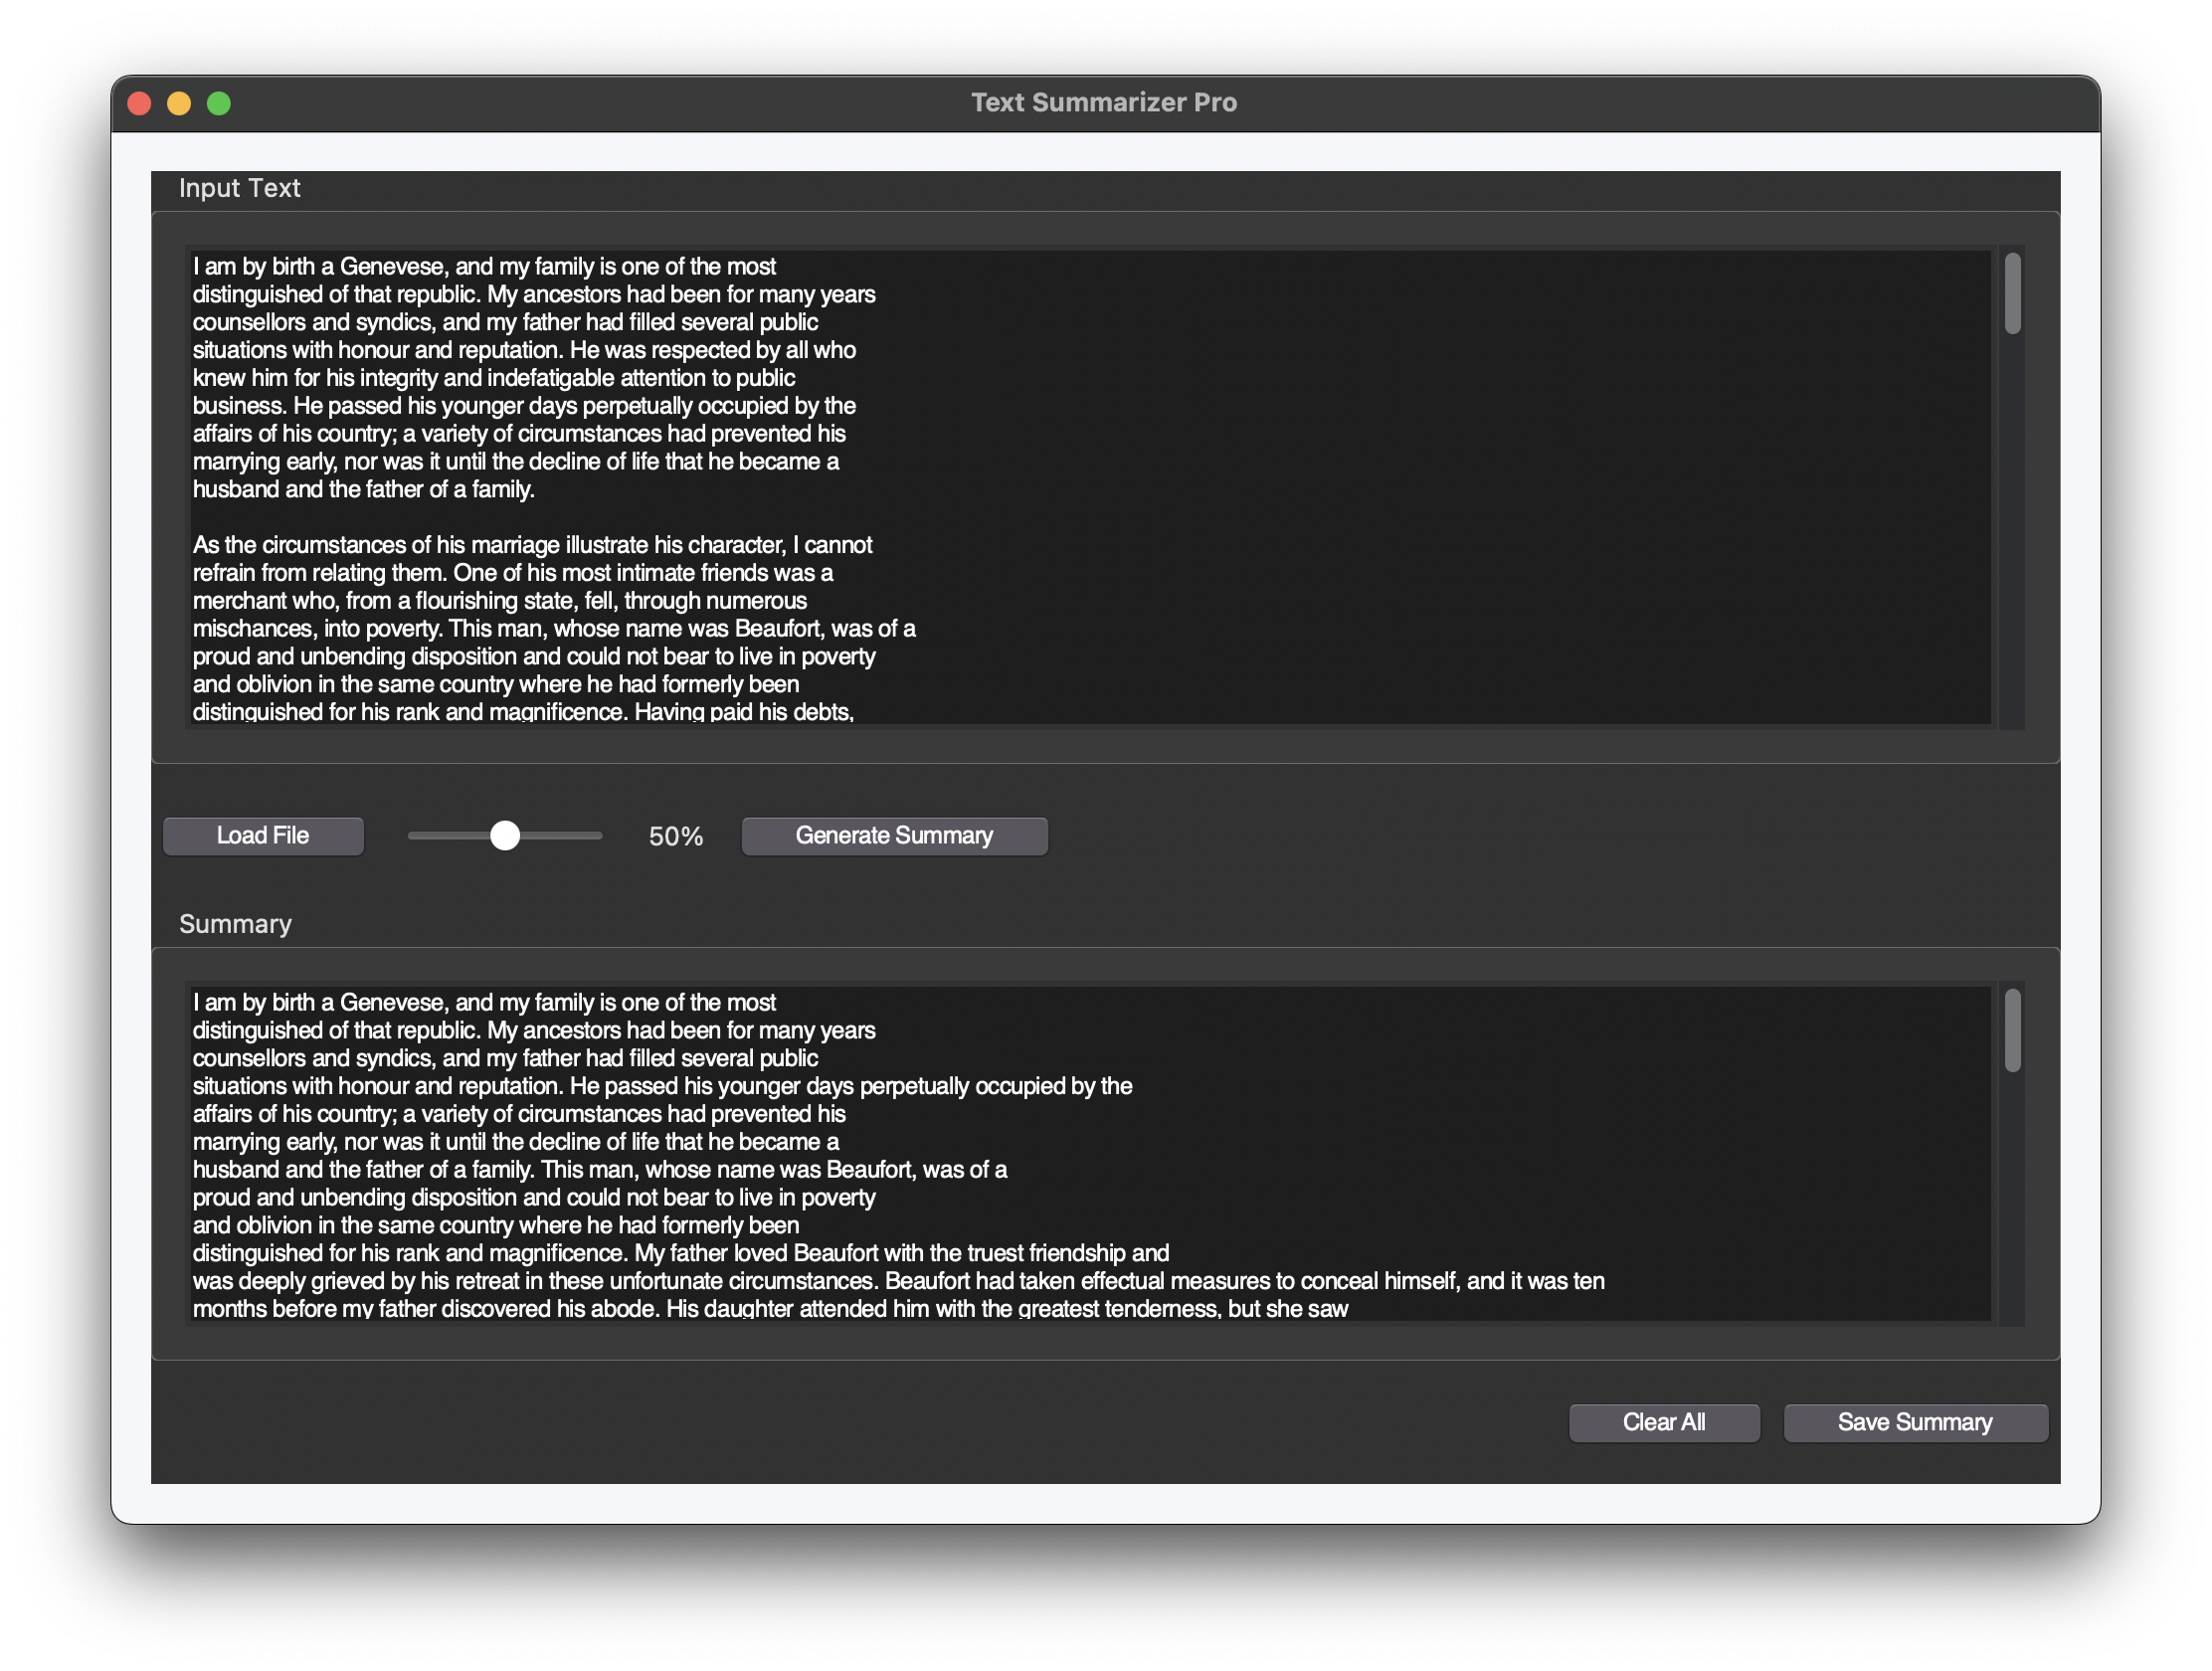 Text Summarizer Pro
Input Text
I am by birth a Genevese, and my family is one of the most
distinguished of that republic. My ancestors had been for many years
counsellors and syndics, and my father had filled several public
situations with honour and reputation. He was respected by all who
knew him for his integrity and indefatigable attention to public
business. He passed his younger days perpetually occupied by the
affairs of his country; a variety of circumstances had prevented his
marrying early, nor was it until the decline of life that he became a
husband and the father of a family.
As the circumstances of his marriage illustrate his character, I cannot
refrain from relating them. One of his most intimate friends was a
merchant who, from a flourishing state, fell, through numerous
mischances, into poverty. This man, whose name was Beaufort, was of a
proud and unbending disposition and could not bear to live in poverty
and oblivion in the same country where he had formerly been
distinguished for his rank and magnificence. Having paid his debts,
Load File 50% Generate Summary
Summary
I am by birth a Genevese, and my family is one of the most
distinguished of that republic. My ancestors had been for many years
counsellors and syndics, and my father had filled several public
situations with honour and reputation. He passed his younger days perpetually occupied by the
affairs of his country; a variety of circumstances had prevented his
marrying early, nor was it until the decline of life that he became a
husband and the father of a family. This man, whose name was Beaufort, was of a
proud and unbending disposition and could not bear to live in poverty
and oblivion in the same country where he had formerly been
distinguished for his rank and magnificence. My father loved Beaufort with the truest friendship and
was deeply grieved by his retreat in these unfortunate circumstances. Beaufort had taken effectual measures to conceal himself, and it was ten
months before my father discovered his abode. His daughter attended him with the greatest tenderness, but she saw
Clear All Save Summary